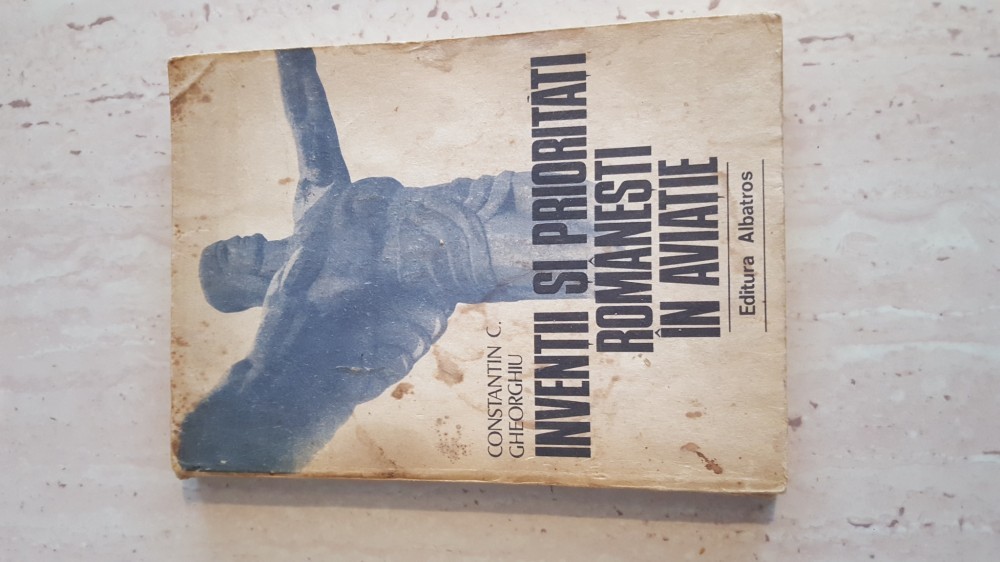 CONSTANTIN C.
GHEORGHIU
INVENȚII ȘI PRIORITĂȚI
ROMÂNEȘTI
ÎN AVIAȚIE
Editura Albatros